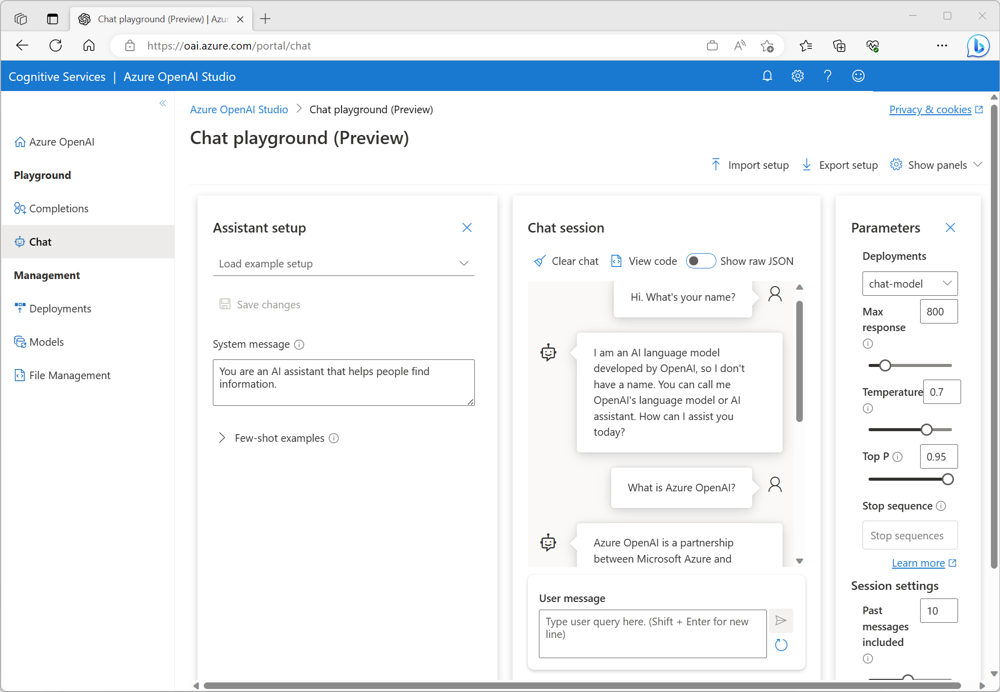 Chat playground (Preview) | Azur
https://oai.azure.com/portal/chat
Cognitive Services | Azure OpenAI Studio
Azure OpenAI Studio > Chat playground (Preview)
Privacy & cookies
Chat playground (Preview)
Import setup
Export setup
Show panels
Azure OpenAI
Playground
Completions
Chat
Management
Deployments
Models
File Management
Assistant setup
Load example setup
Save changes
System message
You are an AI assistant that helps people find
information.
Few-shot examples
Chat session
Clear chat
View code
Show raw JSON
Hi. What's your name?
I am an AI language model
developed by OpenAI, so I don't
have a name. You can call me
OpenAI's language model or AI
assistant. How can I assist you
today?
What is Azure OpenAI?
Azure OpenAI is a partnership
between Microsoft Azure and
User message
Type user query here. (Shift + Enter for new
line)
Parameters
Deployments
chat-model
Max
response
800
Temperature
0.7
Top P
0.95
Stop sequence
Stop sequences
Learn more
Session settings
Past
messages
included
10